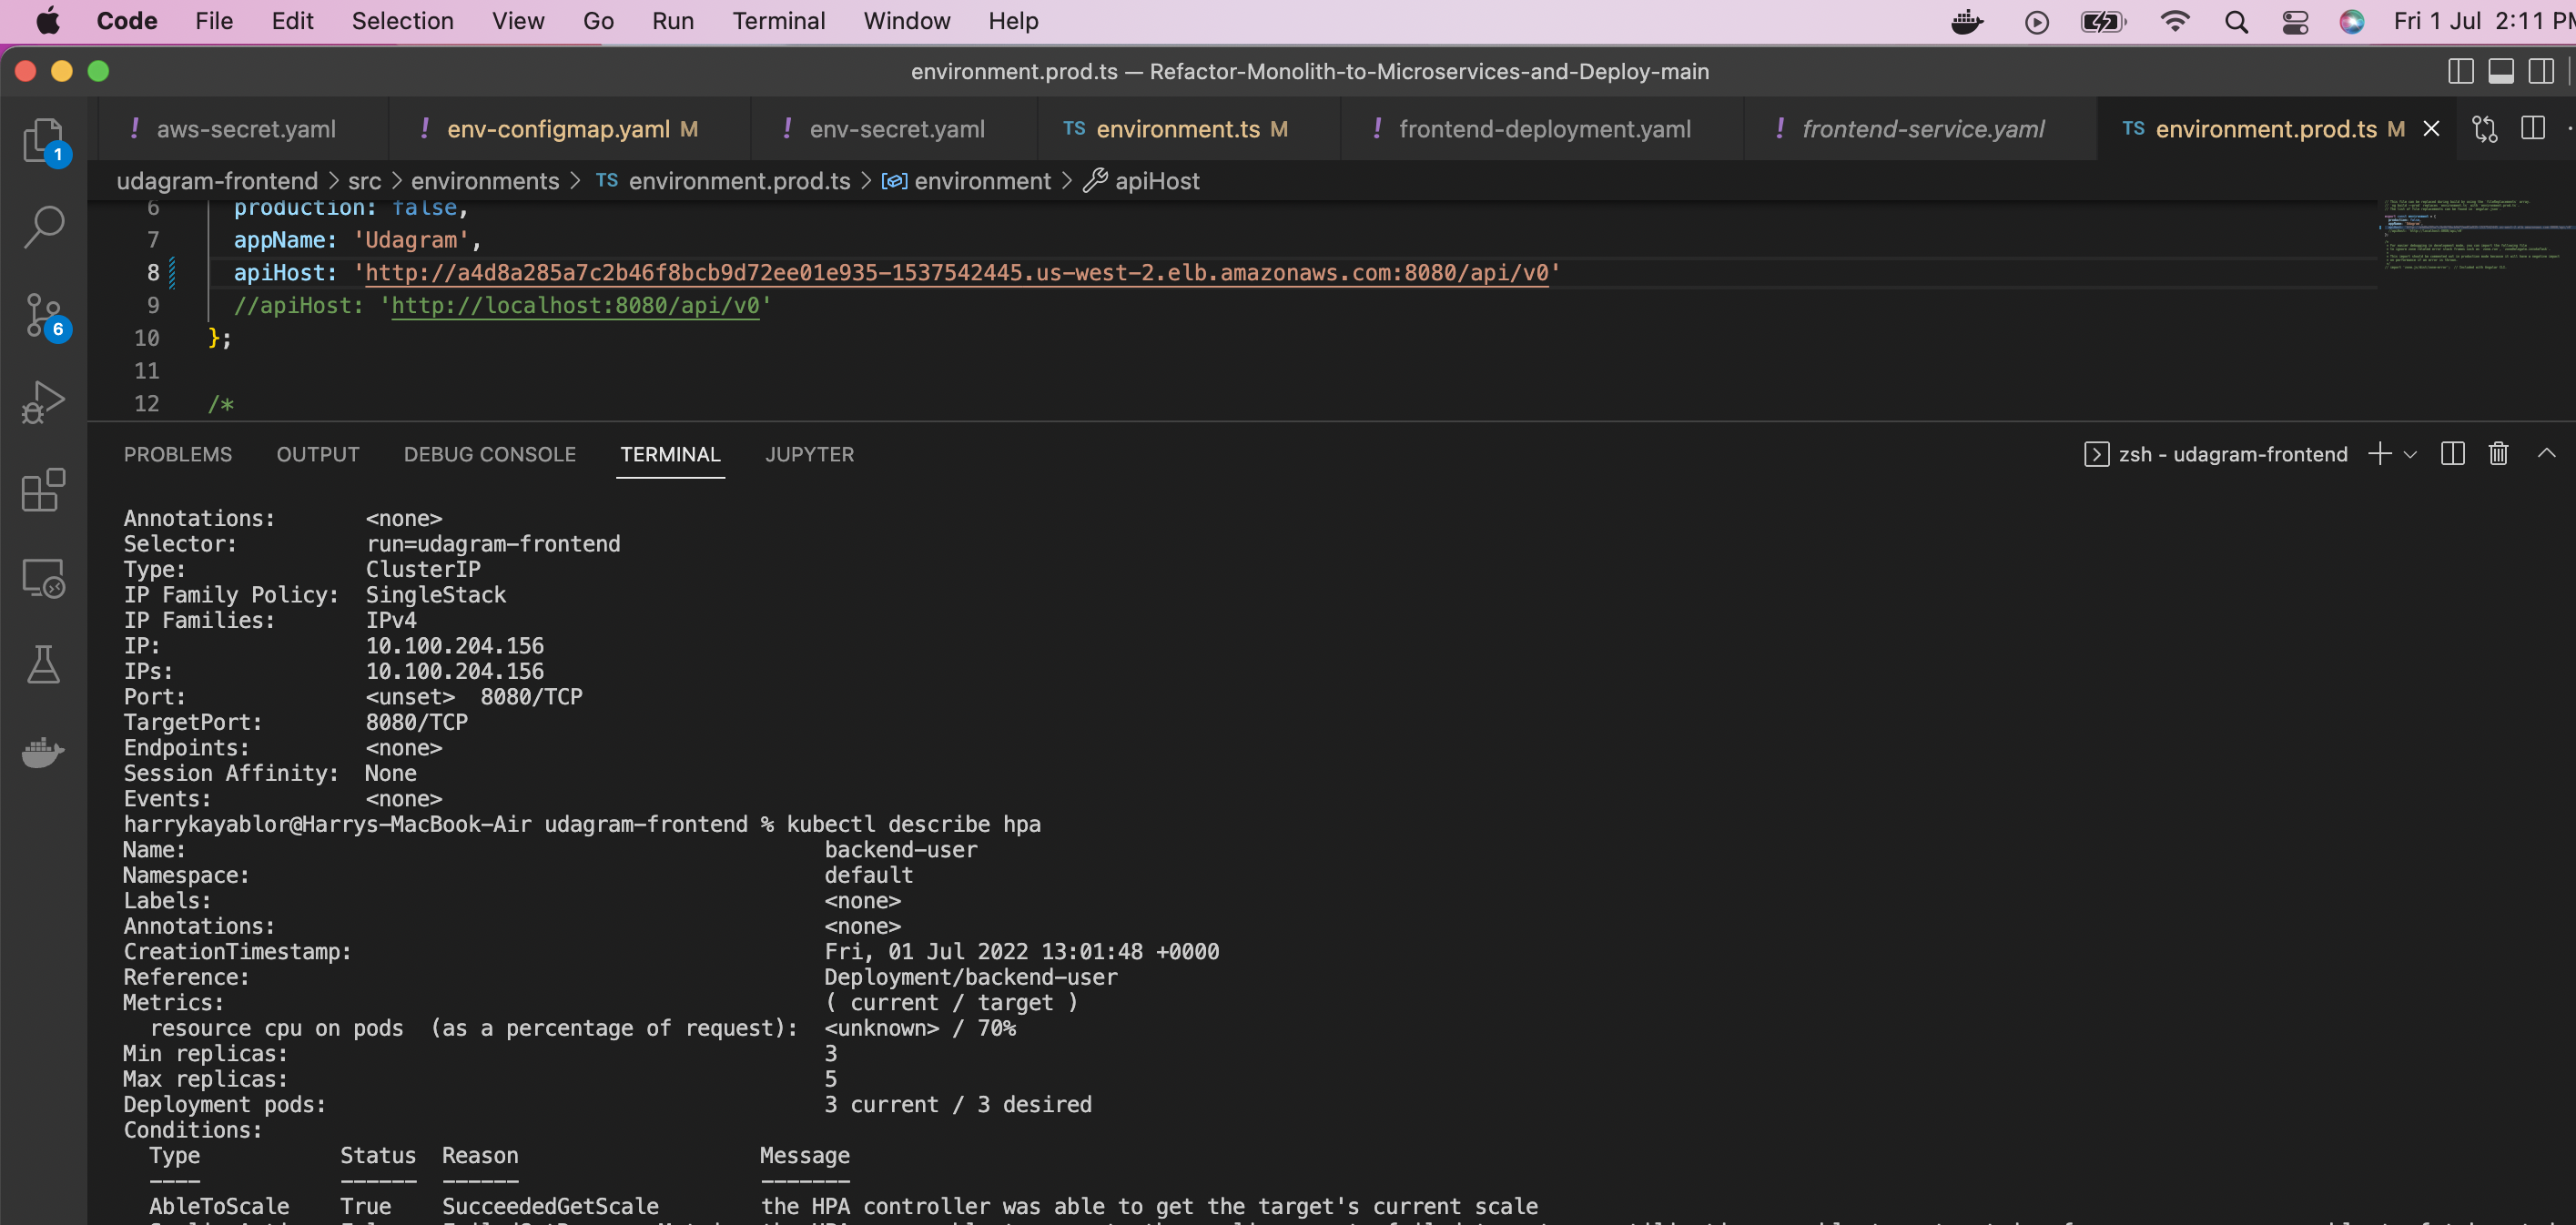 Code File Edit Selection View Go Run Terminal Window Help Fri 1 Jul 2:11 PM
environment.prod.ts — Refactor-Monolith-to-Microservices-and-Deploy-main
! aws-secret.yaml ! env-configmap.yaml M ! env-secret.yaml TS environment.ts M ! frontend-deployment.yaml ! frontend-service.yaml TS environment.prod.ts M
udagram-frontend > src > environments > TS environment.prod.ts > environment > apiHost
6 production: false,
7 appName: 'Udagram',
8 apiHost: 'http://a4d8a285a7c2b46f8bcb9d72ee01e935-1537542445.us-west-2.elb.amazonaws.com:8080/api/v0'
9 //apiHost: 'http://localhost:8080/api/v0'
10 };
11
12 /*
1
6
PROBLEMS OUTPUT DEBUG CONSOLE TERMINAL JUPYTER zsh - udagram-frontend
Annotations: <none>
Selector: run=udagram-frontend
Type: ClusterIP
IP Family Policy: SingleStack
IP Families: IPv4
IP: 10.100.204.156
IPs: 10.100.204.156
Port: <unset> 8080/TCP
TargetPort: 8080/TCP
Endpoints: <none>
Session Affinity: None
Events: <none>
harrykayablor@Harrys-MacBook-Air udagram-frontend % kubectl describe hpa
Name: backend-user
Namespace: default
Labels: <none>
Annotations: <none>
CreationTimestamp: Fri, 01 Jul 2022 13:01:48 +0000
Reference: Deployment/backend-user
Metrics: ( current / target )
resource cpu on pods (as a percentage of request): <unknown> / 70%
Min replicas: 3
Max replicas: 5
Deployment pods: 3 current / 3 desired
Conditions:
Type Status Reason Message
---- ------ ------ -------
AbleToScale True SucceededGetScale the HPA controller was able to get the target's current scale